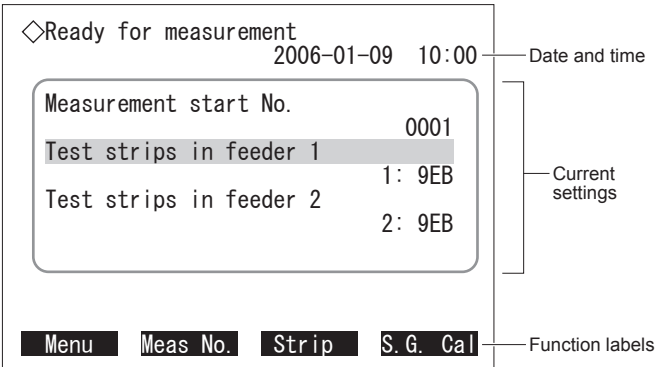 ◇Ready for measurement
2006-01-09 10:00
Date and time
Measurement start No.
0001
Test strips in feeder 1
1: 9EB
Test strips in feeder 2
2: 9EB
Current
settings
Menu Meas No. Strip S.G. Cal
Function labels